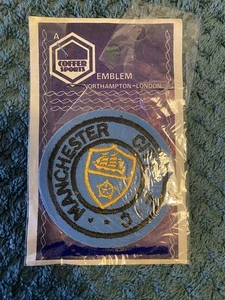 A
COFFER
SPORTS
EMBLEM
NORTHAMPTON-LONDON
MANCHESTER